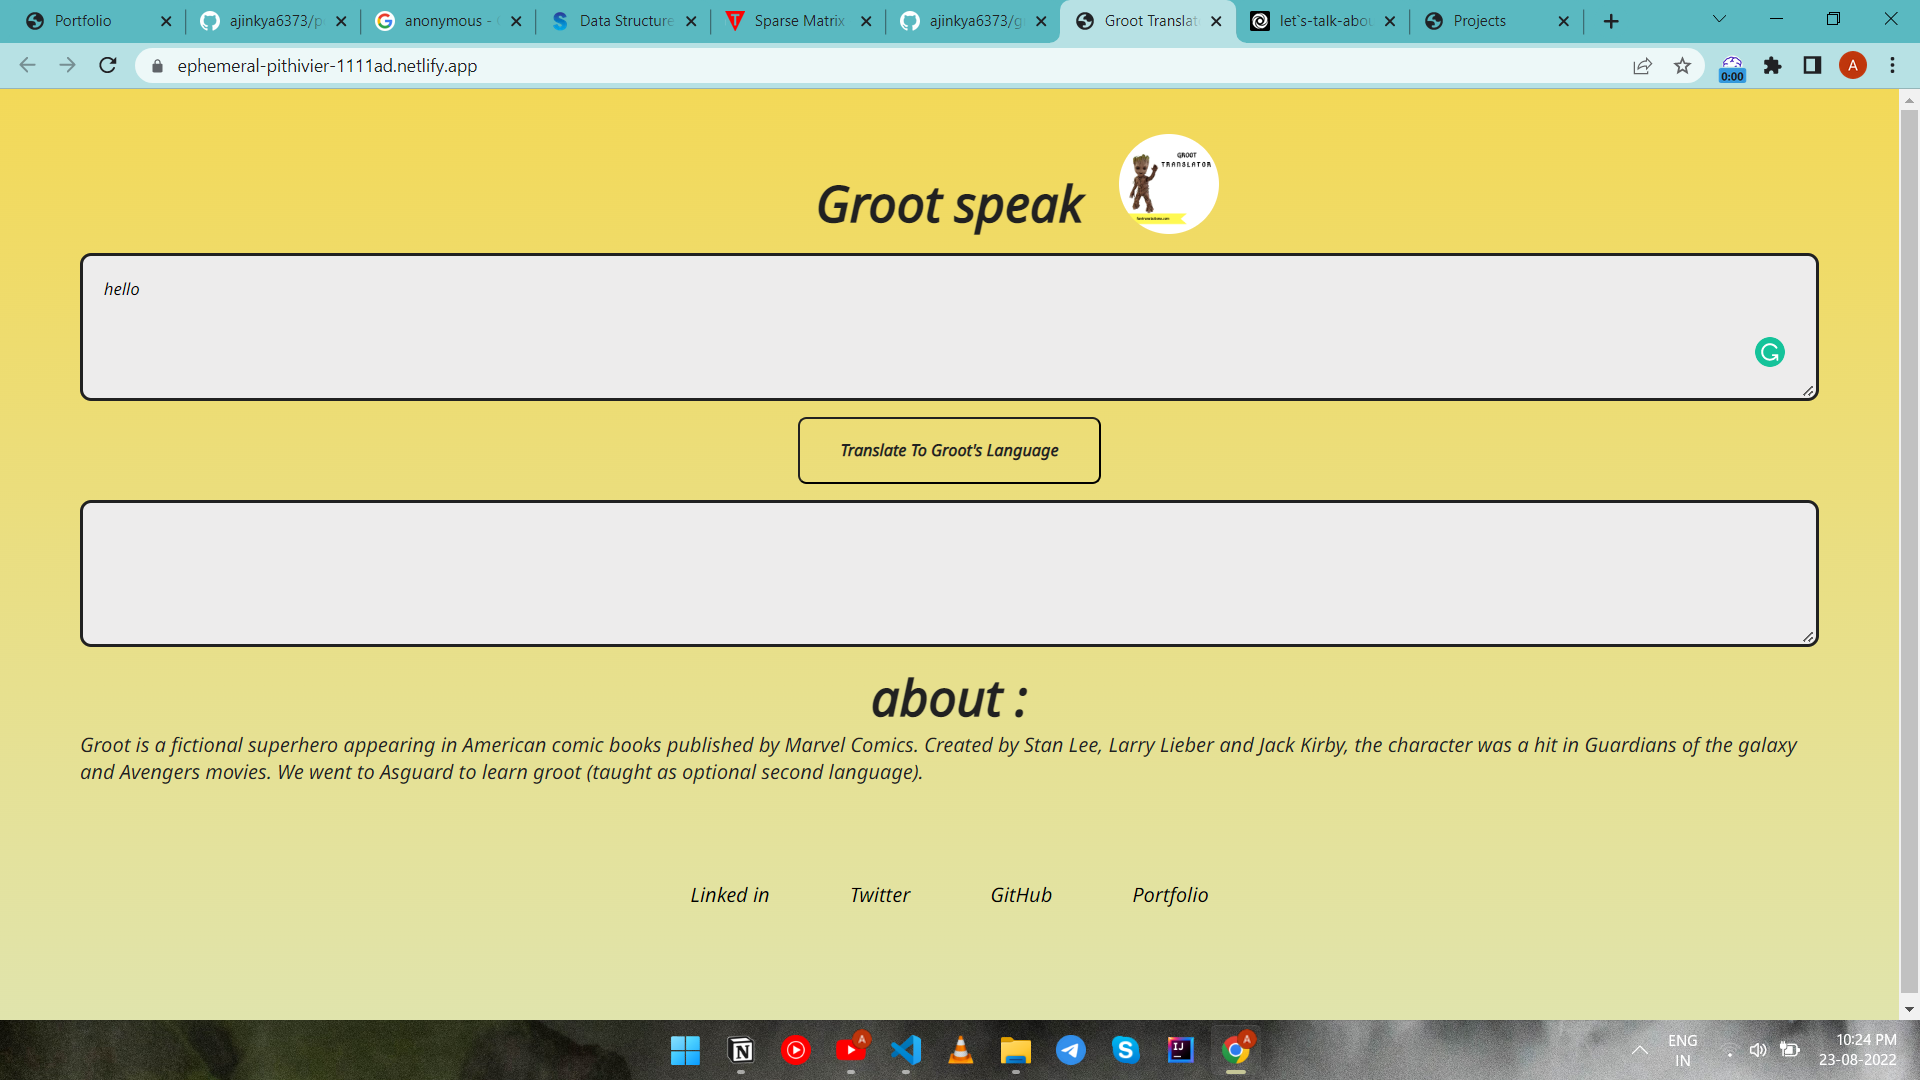 Portfolio
ajinkya6373/p
anonymous -
Data Structure
Sparse Matrix
ajinkya6373/g
Groot Translat
let`s-talk-abou
Projects
ephemeral-pithivier-1111ad.netlify.app
0:00
A
GROOT
TRANSLATOR
Groot speak
hello
Translate To Groot's Language
about :
Groot is a fictional superhero appearing in American comic books published by Marvel Comics. Created by Stan Lee, Larry Lieber and Jack Kirby, the character was a hit in Guardians of the galaxy
and Avengers movies. We went to Asguard to learn groot (taught as optional second language).
Linked in
Twitter
GitHub
Portfolio
A
IJ
A
ENG
IN
10:24 PM
23-08-2022